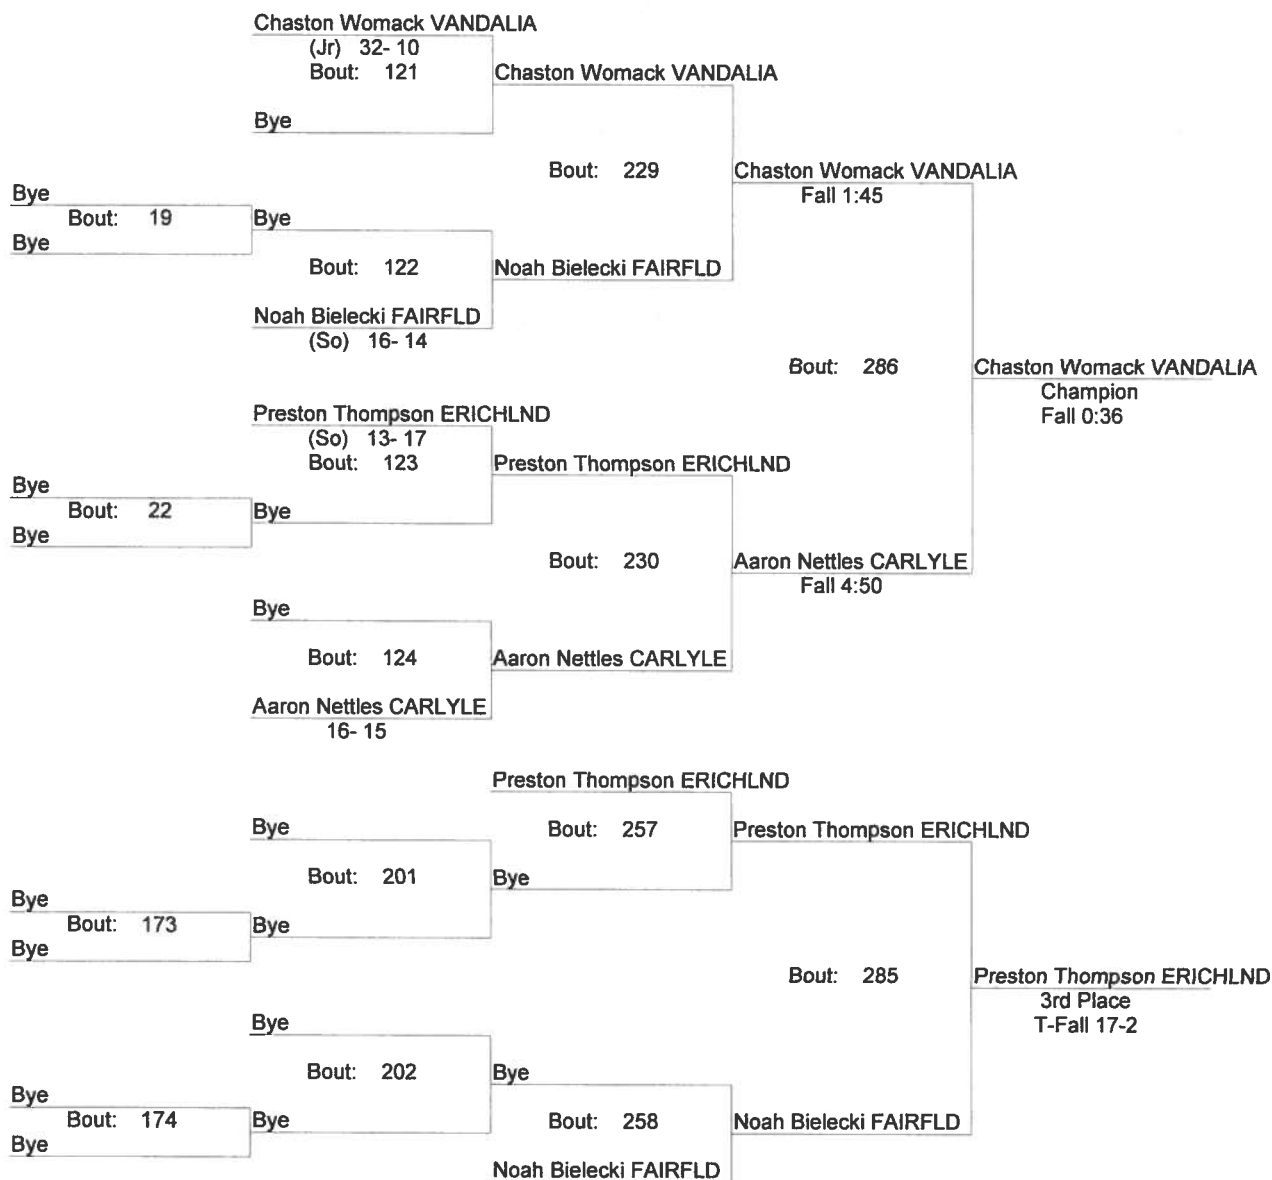 Chaston Womack VANDALIA
(Jr) 32- 10
Bout: 121
Chaston Womack VANDALIA
Bye
Bout: 229
Chaston Womack VANDALIA
Fall 1:45
Bye
Bout: 19
Bye
Bye
Bout: 122
Noah Bielecki FAIRFLD
Noah Bielecki FAIRFLD
(So) 16- 14
Bout: 286
Chaston Womack VANDALIA
Champion
Fall 0:36
Preston Thompson ERICHLND
(So) 13- 17
Bout: 123
Preston Thompson ERICHLND
Bye
Bout: 22
Bye
Bye
Bout: 230
Aaron Nettles CARLYLE
Fall 4:50
Bye
Bout: 124
Aaron Nettles CARLYLE
Aaron Nettles CARLYLE
16- 15
Preston Thompson ERICHLND
Bye
Bout: 257
Preston Thompson ERICHLND
Bout: 201
Bye
Bye
Bout: 173
Bye
Bye
Bout: 285
Preston Thompson ERICHLND
3rd Place
T-Fall 17-2
Bye
Bout: 202
Bye
Bye
Bout: 174
Bye
Bye
Bout: 258
Noah Bielecki FAIRFLD
Noah Bielecki FAIRFLD